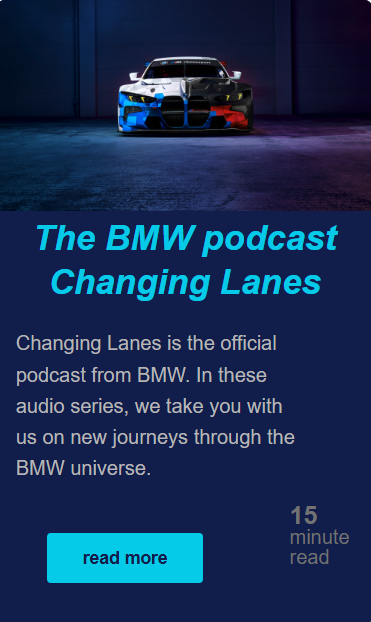 The BMW podcast
Changing Lanes
Changing Lanes is the official
podcast from BMW. In these
audio series, we take you with
us on new journeys through the
BMW universe.
15
minute
read
read more